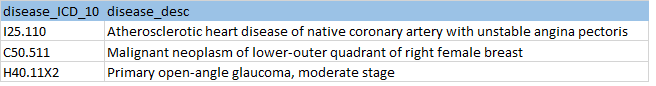 disease_ICD_10 disease_desc
I25.110 Atherosclerotic heart disease of native coronary artery with unstable angina pectoris
C50.511 Malignant neoplasm of lower-outer quadrant of right female breast
H40.11X2 Primary open-angle glaucoma, moderate stage